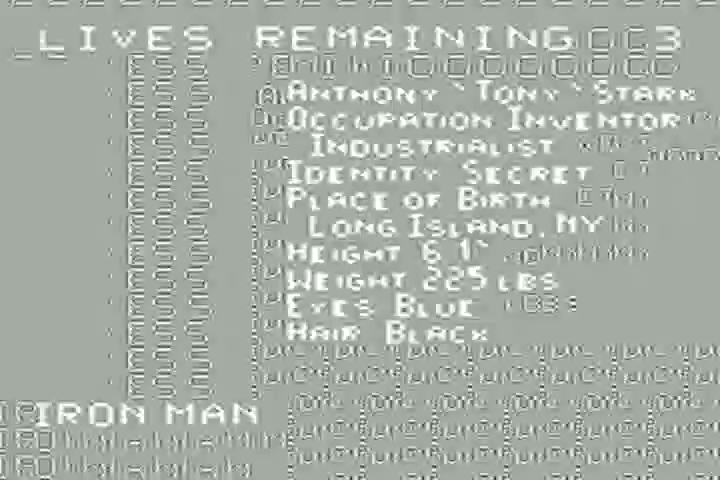 LIVES REMAINING 3
ANTHONY "TONY" STARK
OCCUPATION INVENTOR
INDUSTRIALIST
IDENTITY SECRET
PLACE OF BIRTH
LONG ISLAND, NY
HEIGHT 6'1"
WEIGHT 225 LBS
EYES BLUE
HAIR BLACK
IRON MAN